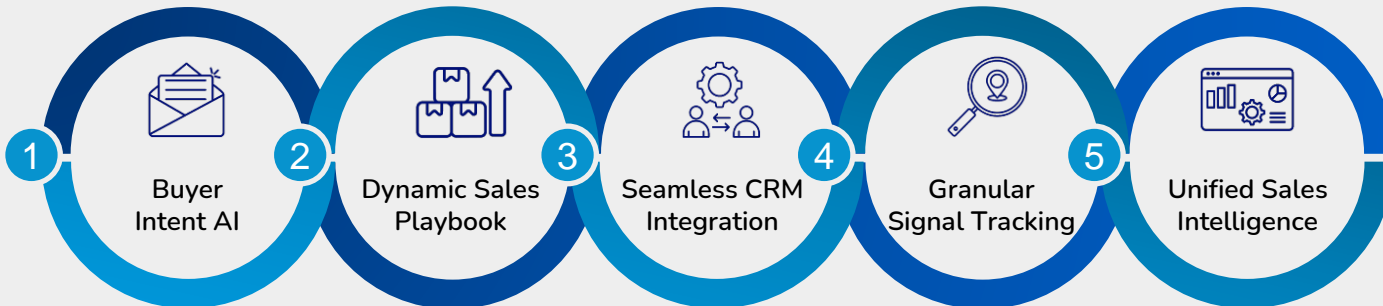 1
Buyer
Intent AI
2
Dynamic Sales
Playbook
3
Seamless CRM
Integration
4
Granular
Signal Tracking
5
Unified Sales
Intelligence